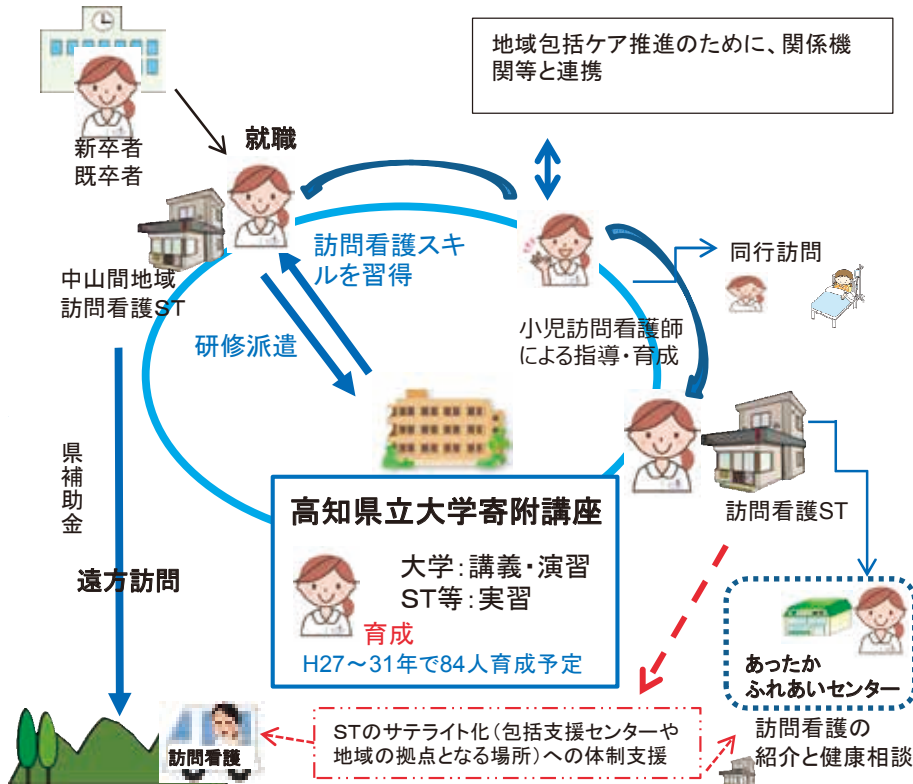 地域包括ケア推進のために、関係機
関等と連携
新卒者
既卒者
就職
訪問看護スキ
ルを習得
中山間地域
訪問看護ST
研修派遣
同行訪問
小児訪問看護師
による指導・育成
県補助金
訪問看護ST
高知県立大学寄附講座
大学：講義・演習
ST等：実習
育成
H27～31年で84人育成予定
遠方訪問
あったか
ふれあいセンター
訪問看護
STのサテライト化（包括支援センターや
地域の拠点となる場所）への体制支援
訪問看護の
紹介と健康相談